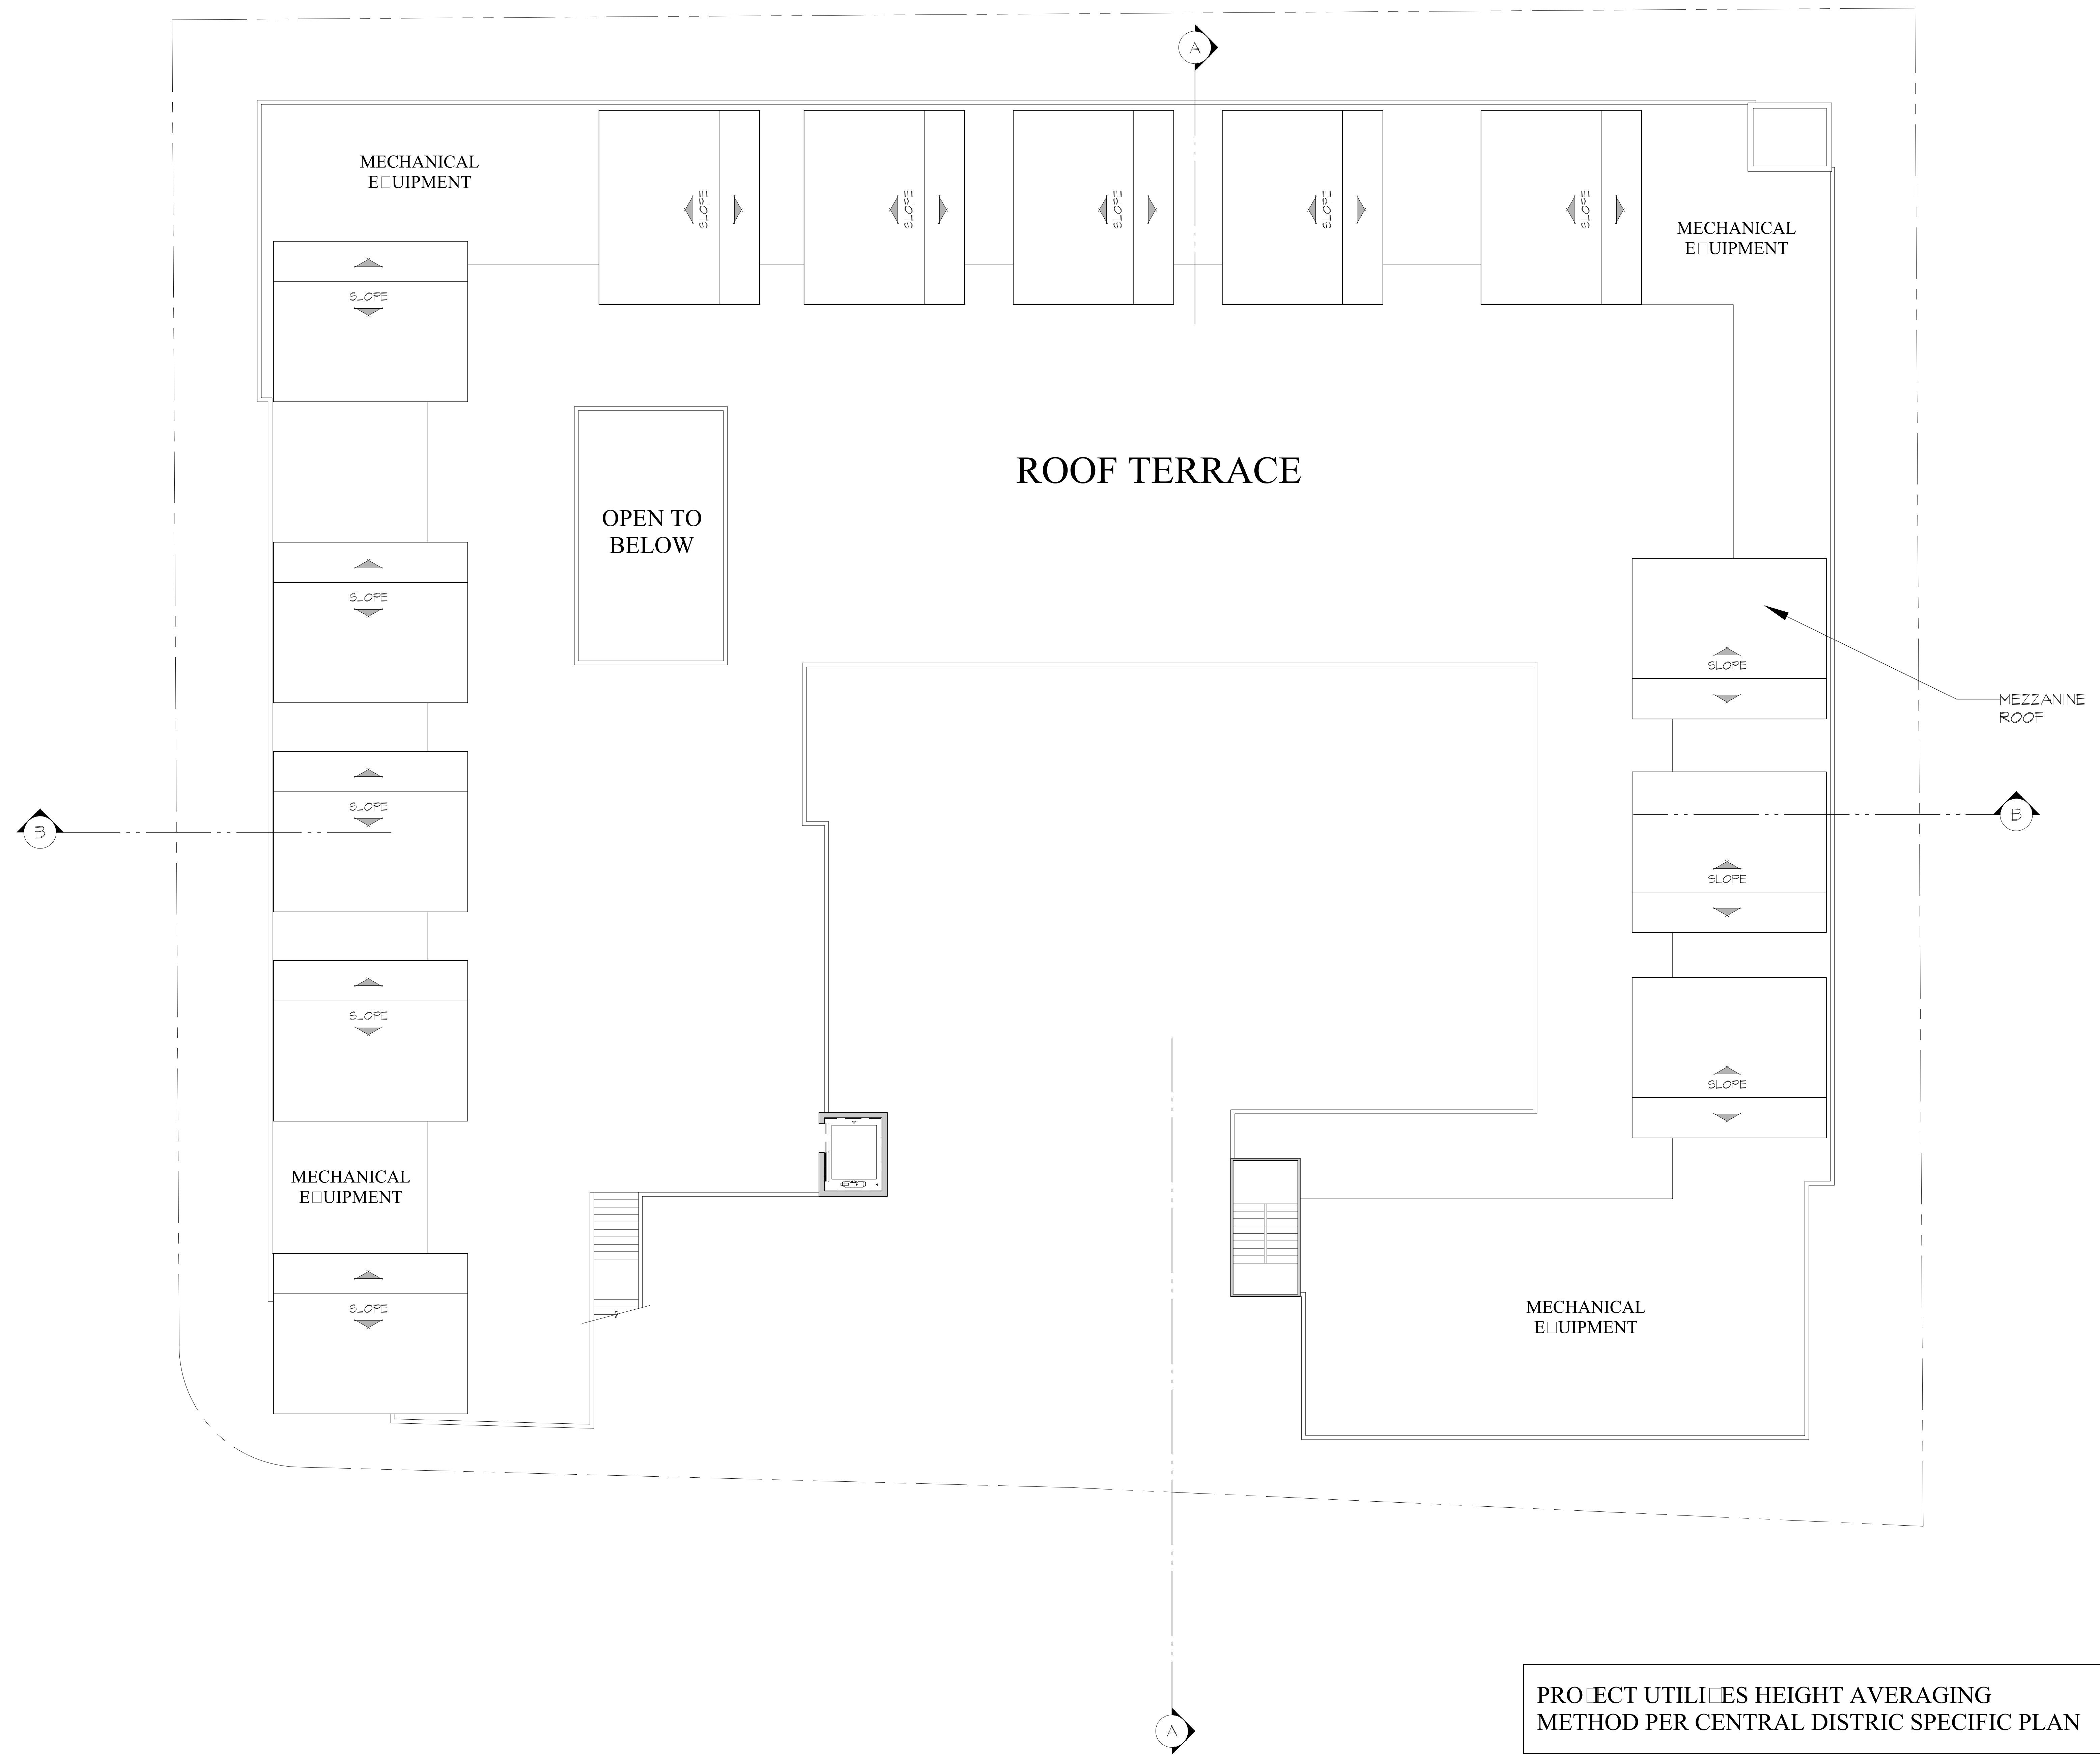 A
MECHANICAL
E□UIPMENT
SLOPE
SLOPE
SLOPE
SLOPE
SLOPE
MECHANICAL
E□UIPMENT
SLOPE
ROOF TERRACE
OPEN TO
BELOW
SLOPE
SLOPE
MEZZANINE
ROOF
SLOPE
B
B
SLOPE
SLOPE
SLOPE
MECHANICAL
E□UIPMENT
SLOPE
MECHANICAL
E□UIPMENT
PRO□ECT UTILI□ES HEIGHT AVERAGING
METHOD PER CENTRAL DISTRIC SPECIFIC PLAN
A